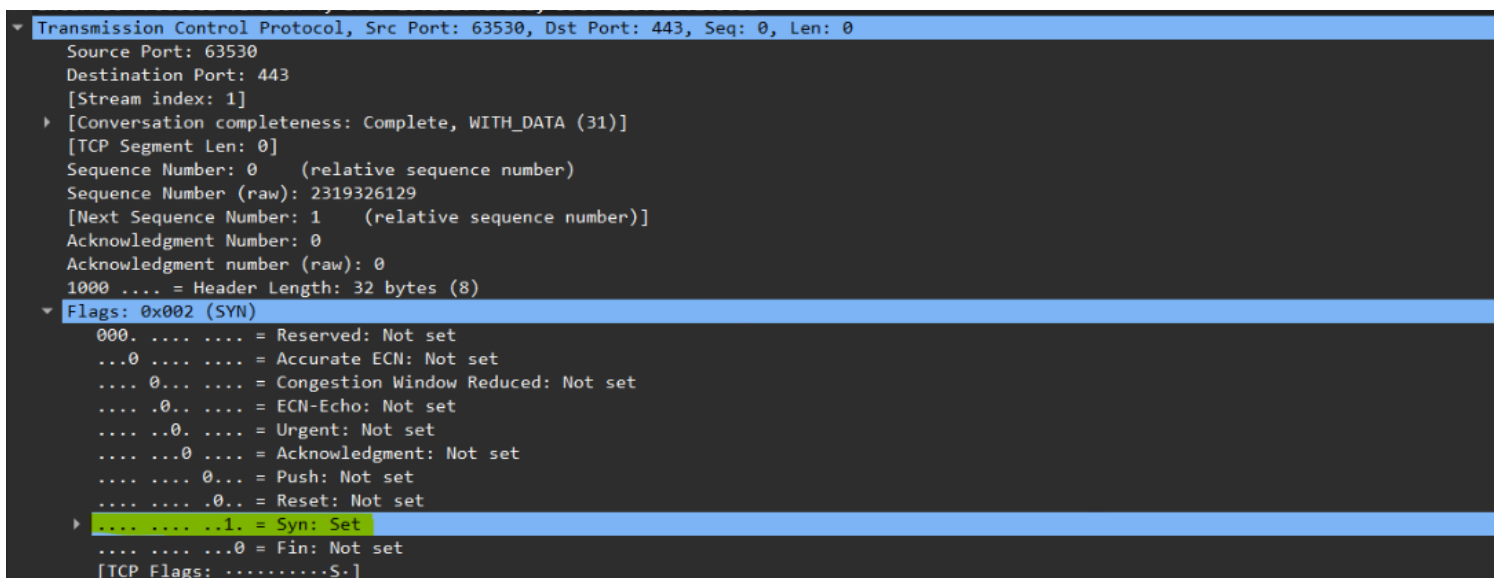 Transmission Control Protocol, Src Port: 63530, Dst Port: 443, Seq: 0, Len: 0
Source Port: 63530
Destination Port: 443
[Stream index: 1]
[Conversation completeness: Complete, WITH_DATA (31)]
[TCP Segment Len: 0]
Sequence Number: 0    (relative sequence number)
Sequence Number (raw): 2319326129
[Next Sequence Number: 1    (relative sequence number)]
Acknowledgment Number: 0
Acknowledgment number (raw): 0
1000 .... = Header Length: 32 bytes (8)
Flags: 0x002 (SYN)
000. .... .... = Reserved: Not set
...0 .... .... = Accurate ECN: Not set
.... 0... .... = Congestion Window Reduced: Not set
.... .0.. .... = ECN-Echo: Not set
.... ..0. .... = Urgent: Not set
.... ...0 .... = Acknowledgment: Not set
.... .... 0... = Push: Not set
.... .... .0.. = Reset: Not set
.... .... ..1. = Syn: Set
.... .... ...0 = Fin: Not set
[TCP Flags: ··········S·]